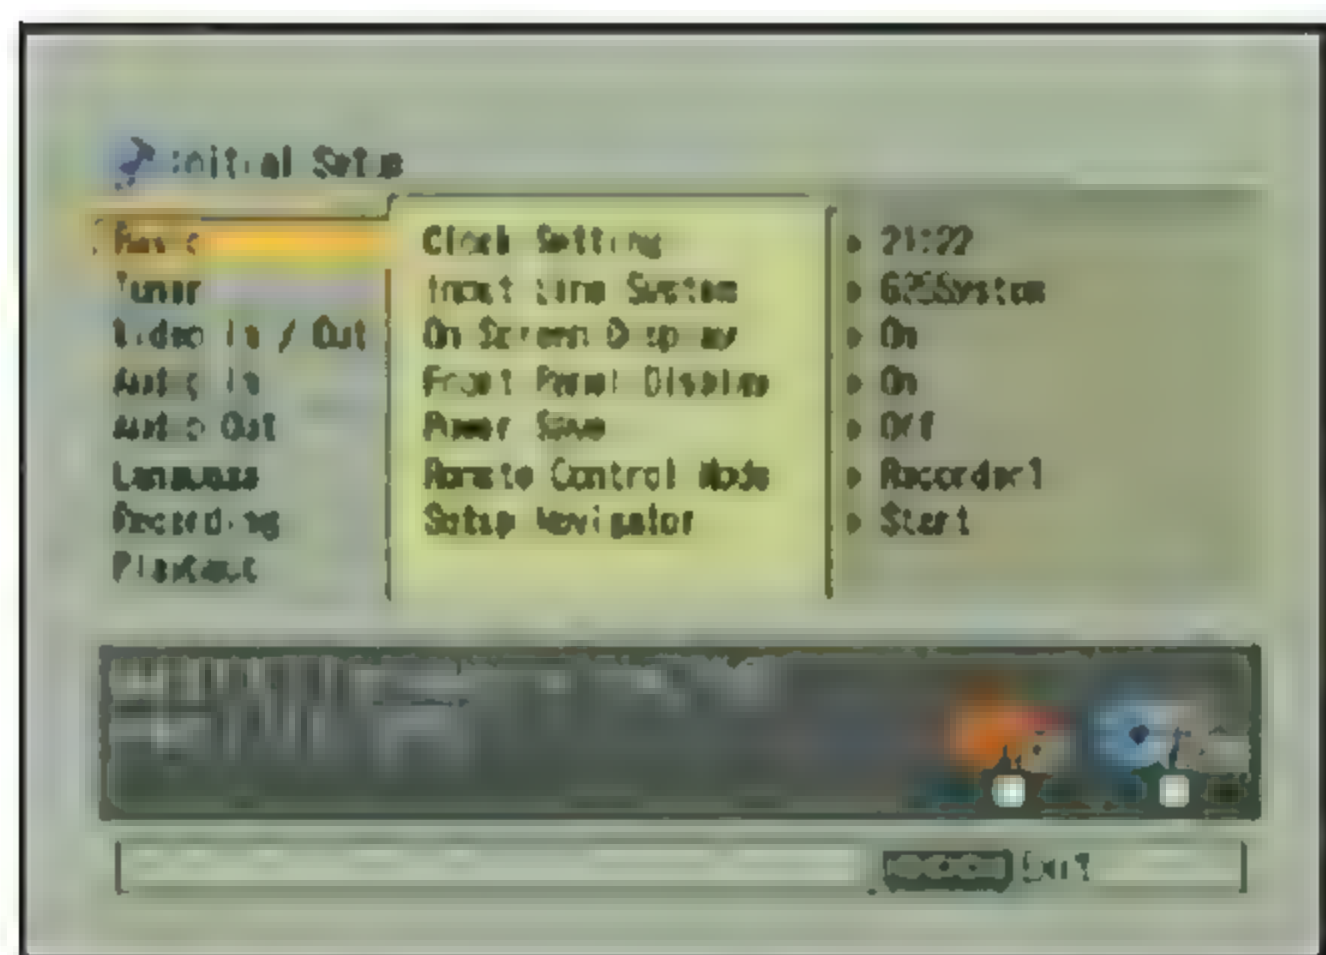 Initial Setup
Basic Clock Setting 21:22
Tuner Input Line System 625System
Video In / Out On Screen Display On
Audio In Front Panel Display On
Audio Out Power Save Off
Language Remote Control Mode Recorder1
Recording Setup Navigator Start
Playback
Exit